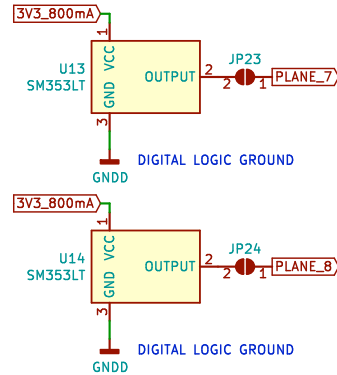 3V3_800mA
1
VCC
U13
SM353LT
OUTPUT
2
JP23
2
1
PLANE_7
GND
3
DIGITAL LOGIC GROUND
GNDD
3V3_800mA
1
VCC
U14
SM353LT
OUTPUT
2
JP24
2
1
PLANE_8
GND
3
DIGITAL LOGIC GROUND
GNDD